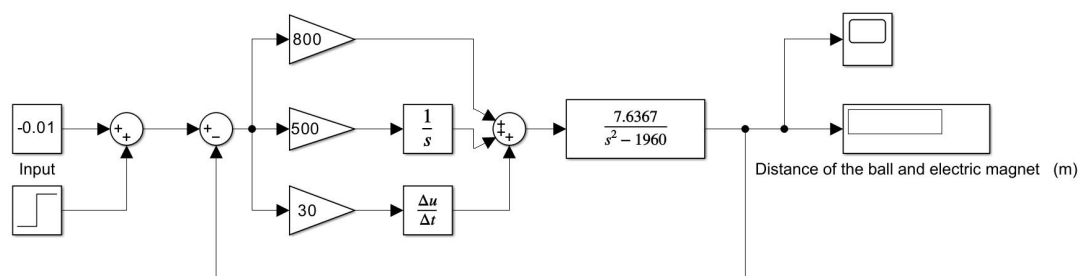 800
-0.01
+
+
+
−
500
1
s
+
+
+
7.6367
s² − 1960
Input
Distance of the ball and electric magnet (m)
30
Δu
Δt